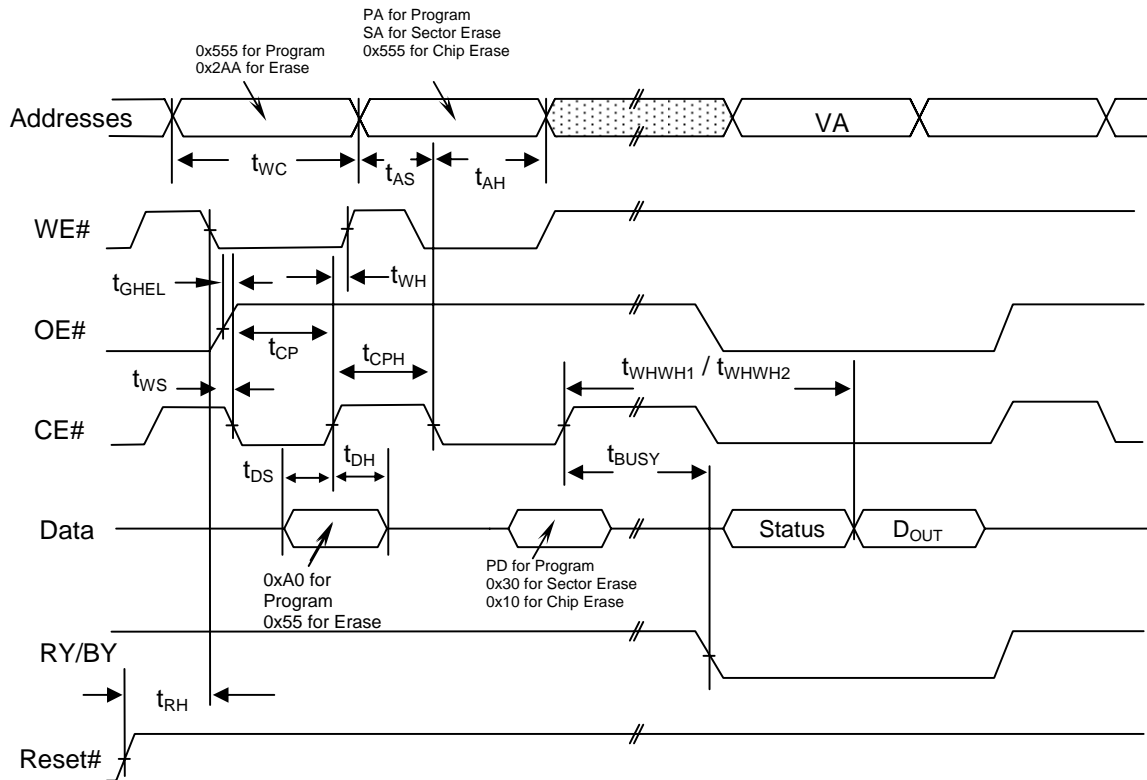 PA for Program
SA for Sector Erase
0x555 for Chip Erase
0x555 for Program
0x2AA for Erase
Addresses
VA
tWC
tAS
tAH
WE#
tGHEL
tWH
OE#
tCP
tCPH
tWHWH1 / tWHWH2
tWS
CE#
tDS
tDH
tBUSY
Data
Status
DOUT
0xA0 for
Program
0x55 for Erase
PD for Program
0x30 for Sector Erase
0x10 for Chip Erase
RY/BY
tRH
Reset#